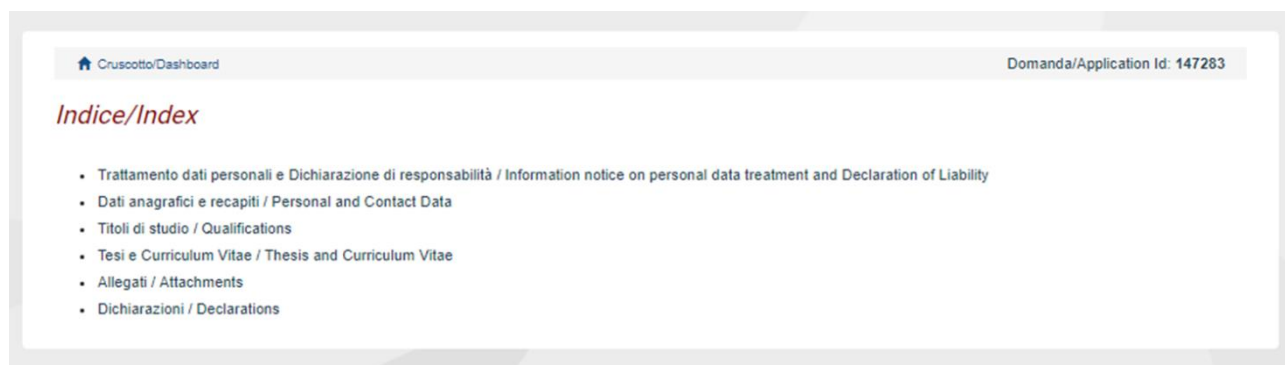 Cruscotto/Dashboard
Domanda/Application Id: 147283
Indice/Index
Trattamento dati personali e Dichiarazione di responsabilità / Information notice on personal data treatment and Declaration of Liability
Dati anagrafici e recapiti / Personal and Contact Data
Titoli di studio / Qualifications
Tesi e Curriculum Vitae / Thesis and Curriculum Vitae
Allegati / Attachments
Dichiarazioni / Declarations